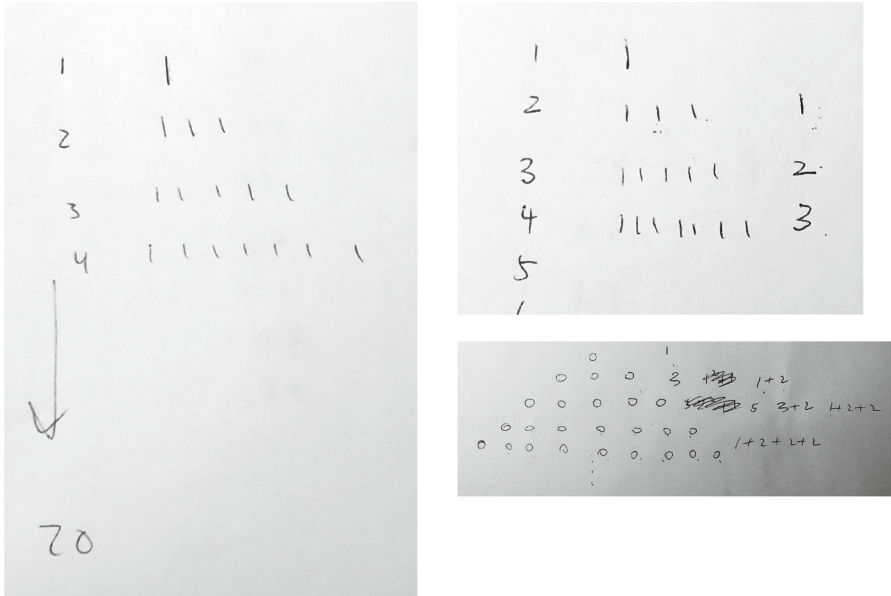 1 |
2 | | |
3 | | | | |
4 | | | | | | |
20
1 |
2 | | | 1
3 | | | | | 2
4 | | | | | | | 3
5
1
3 1+2
5 3+2 1+2+2
1+2+2+2